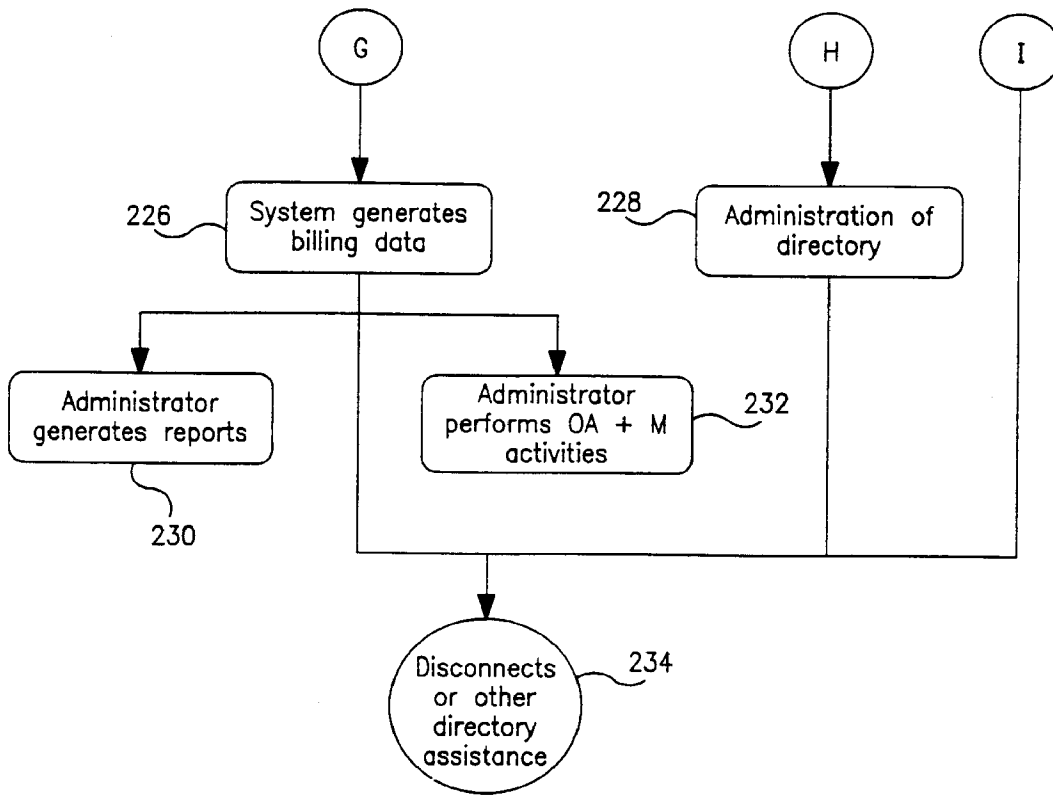 G
H
I
226
System generates
billing data
228
Administration of
directory
Administrator
generates reports
230
Administrator
performs OA + M
activities
232
Disconnects
or other
directory
assistance
234